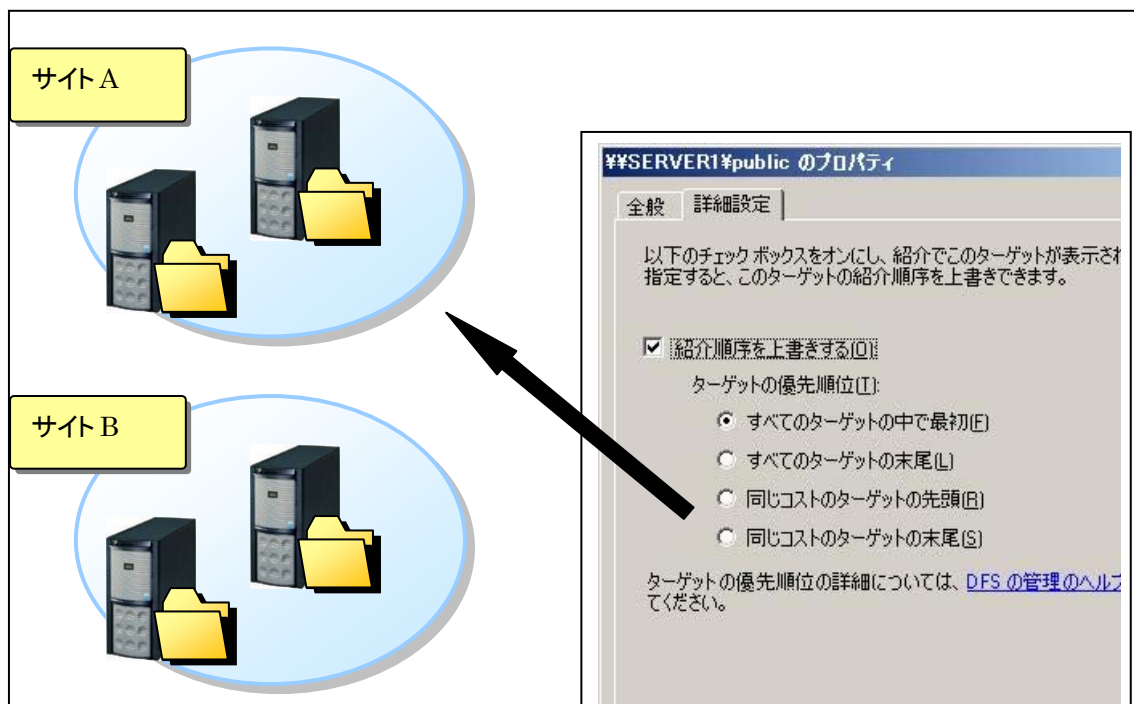 サイト A
サイト B
¥¥SERVER1¥public のプロパティ
全般 詳細設定
以下のチェック ボックスをオンにし、紹介でこのターゲットが表示され
指定すると、このターゲットの紹介順序を上書きできます。
紹介順序を上書きする(O)
ターゲットの優先順位(T):
すべてのターゲットの中で最初(F)
すべてのターゲットの末尾(L)
同じコストのターゲットの先頭(R)
同じコストのターゲットの末尾(S)
ターゲットの優先順位の詳細については、DFS の管理のヘルプ
てください。